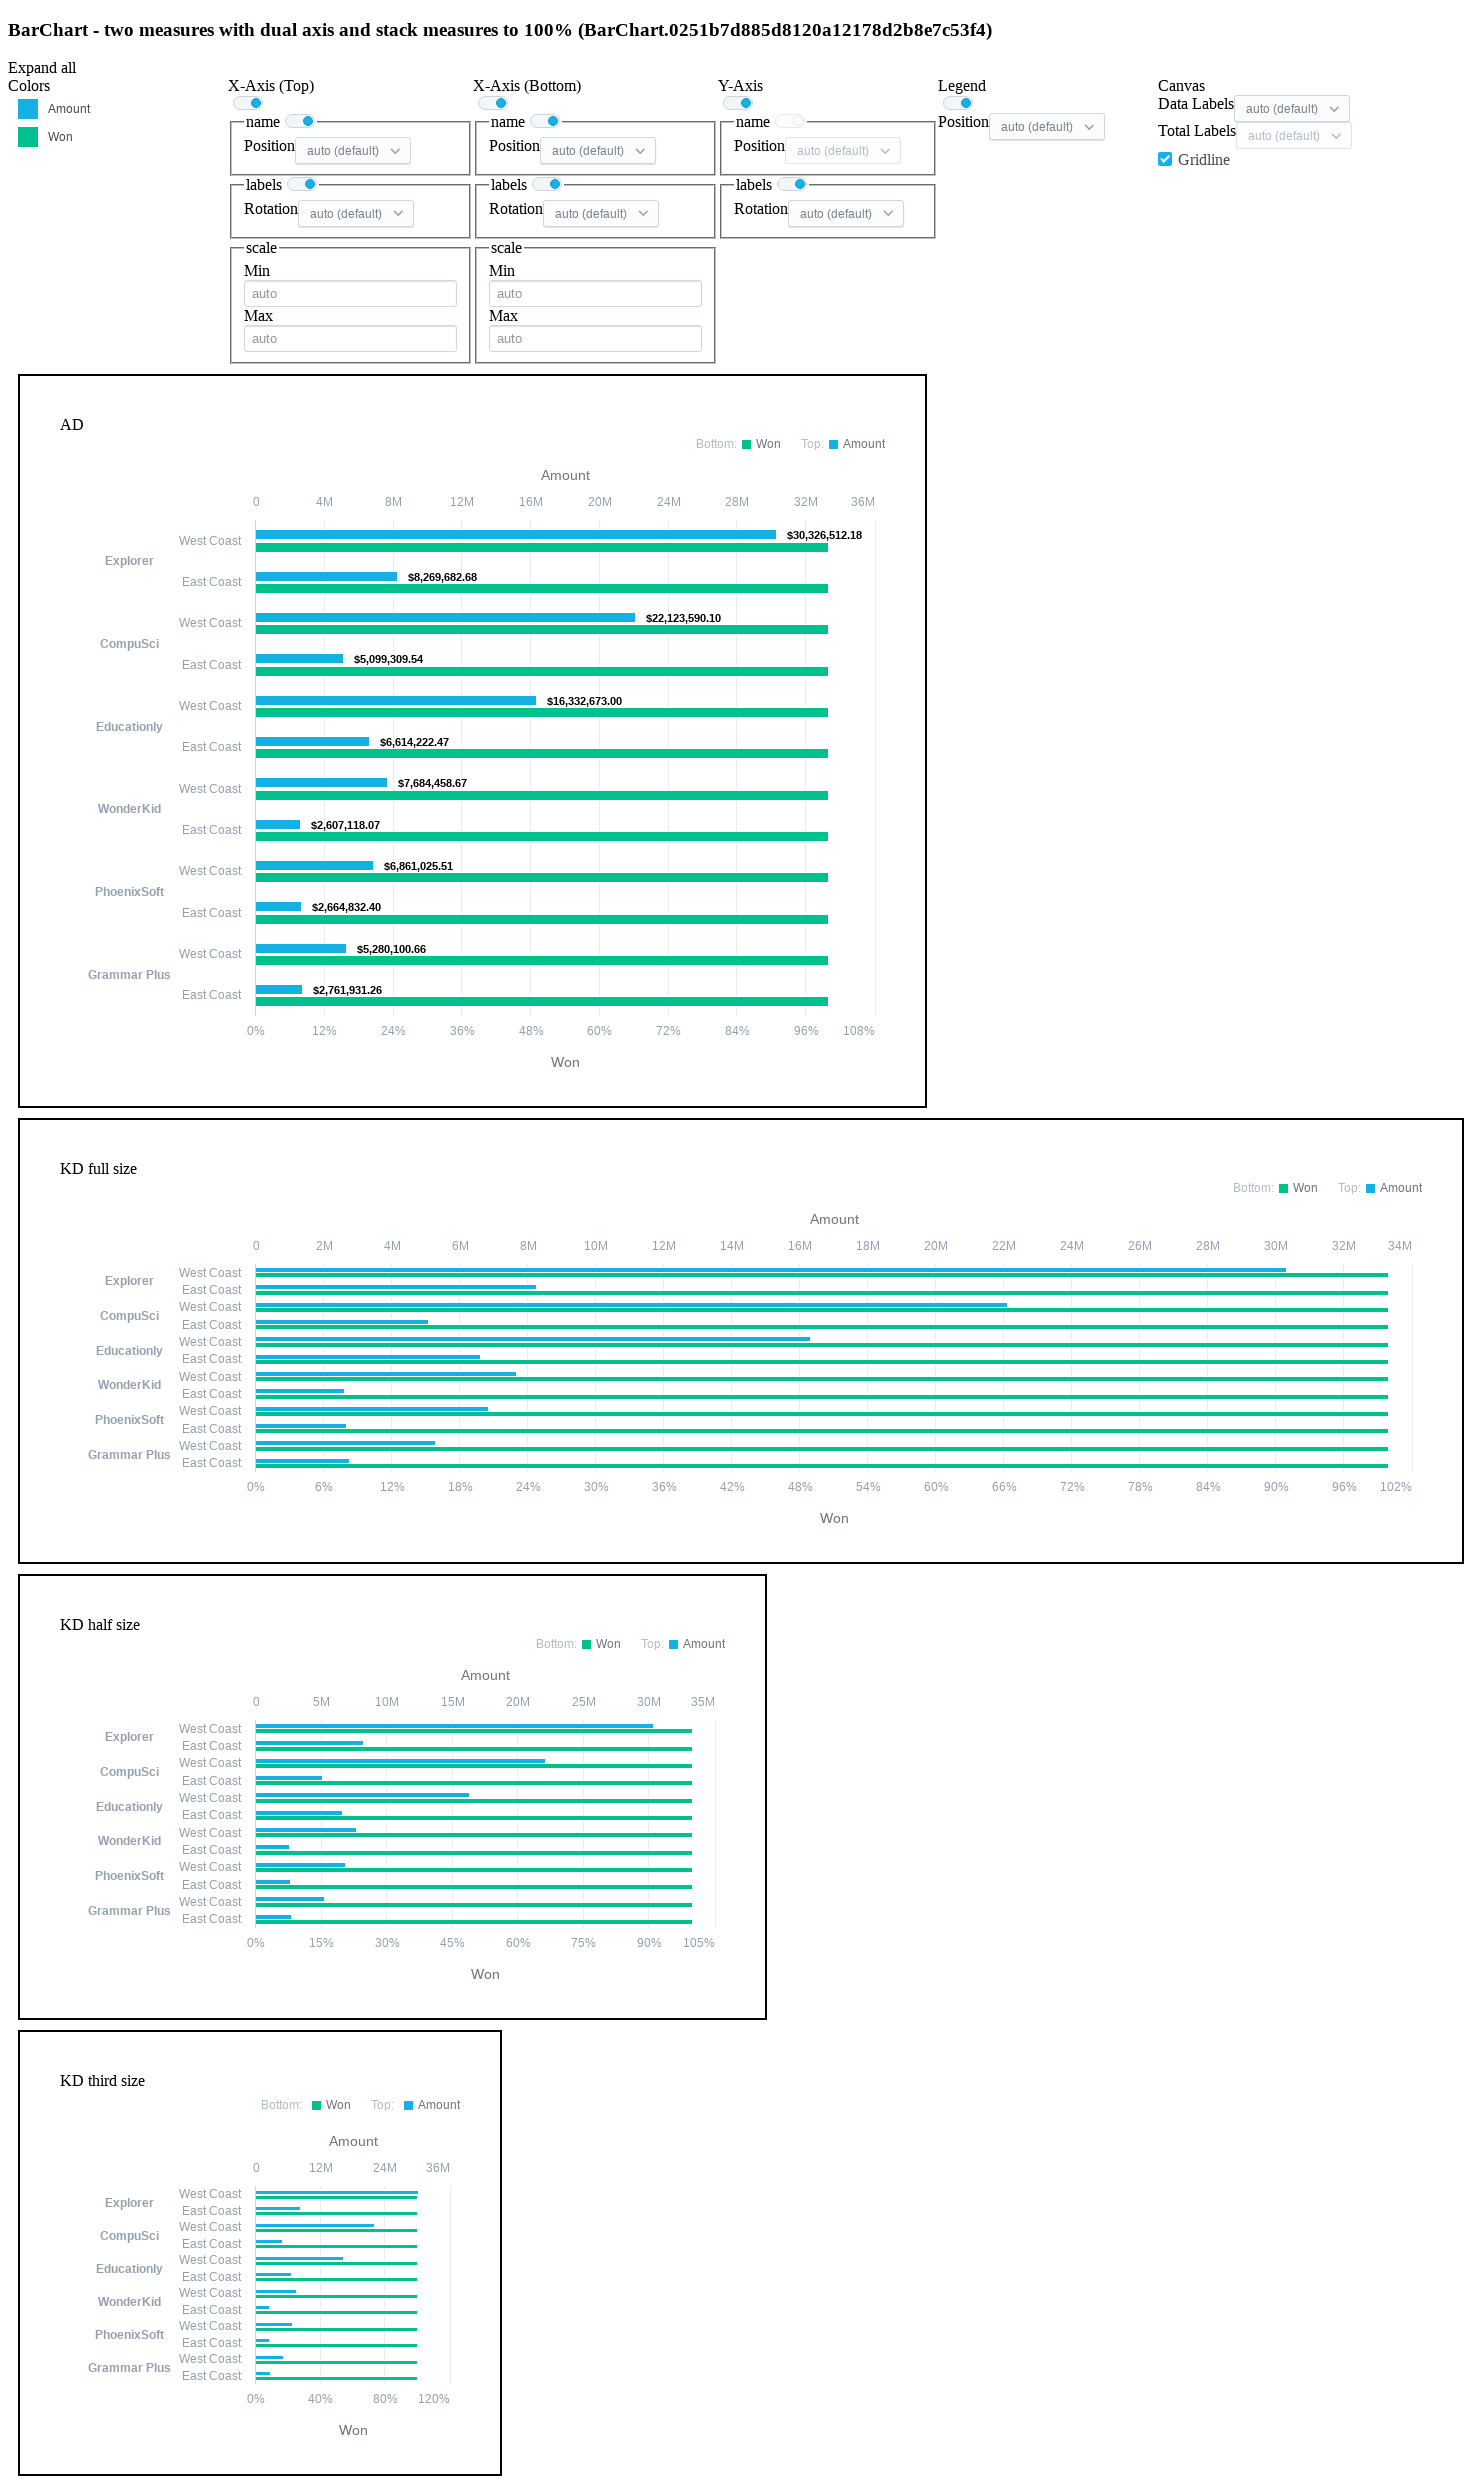 BarChart - two measures with dual axis and stack measures to 100% (BarChart.0251b7d885d8120a12178d2b8e7c53f4)
Expand all
Colors
Amount
Won
X-Axis (Top)
name
Position auto (default)
labels
Rotation auto (default)
scale
Min
auto
Max
auto
X-Axis (Bottom)
name
Position auto (default)
labels
Rotation auto (default)
scale
Min
auto
Max
auto
Y-Axis
name
Position auto (default)
labels
Rotation auto (default)
Legend
Position auto (default)
Canvas
Data Labels auto (default)
Total Labels auto (default)
Gridline
AD
Bottom: Won Top: Amount
Amount
0 4M 8M 12M 16M 20M 24M 28M 32M 36M
Explorer
West Coast $30,326,512.18
East Coast $8,269,682.68
CompuSci
West Coast $22,123,590.10
East Coast $5,099,309.54
Educationly
West Coast $16,332,673.00
East Coast $6,614,222.47
WonderKid
West Coast $7,684,458.67
East Coast $2,607,118.07
PhoenixSoft
West Coast $6,861,025.51
East Coast $2,664,832.40
Grammar Plus
West Coast $5,280,100.66
East Coast $2,761,931.26
0% 12% 24% 36% 48% 60% 72% 84% 96% 108%
Won
KD full size
Bottom: Won Top: Amount
Amount
0 2M 4M 6M 8M 10M 12M 14M 16M 18M 20M 22M 24M 26M 28M 30M 32M 34M
Explorer
West Coast
East Coast
CompuSci
West Coast
East Coast
Educationly
West Coast
East Coast
WonderKid
West Coast
East Coast
PhoenixSoft
West Coast
East Coast
Grammar Plus
West Coast
East Coast
0% 6% 12% 18% 24% 30% 36% 42% 48% 54% 60% 66% 72% 78% 84% 90% 96% 102%
Won
KD half size
Bottom: Won Top: Amount
Amount
0 5M 10M 15M 20M 25M 30M 35M
Explorer
West Coast
East Coast
CompuSci
West Coast
East Coast
Educationly
West Coast
East Coast
WonderKid
West Coast
East Coast
PhoenixSoft
West Coast
East Coast
Grammar Plus
West Coast
East Coast
0% 15% 30% 45% 60% 75% 90% 105%
Won
KD third size
Bottom: Won Top: Amount
Amount
0 12M 24M 36M
Explorer
West Coast
East Coast
CompuSci
West Coast
East Coast
Educationly
West Coast
East Coast
WonderKid
West Coast
East Coast
PhoenixSoft
West Coast
East Coast
Grammar Plus
West Coast
East Coast
0% 40% 80% 120%
Won